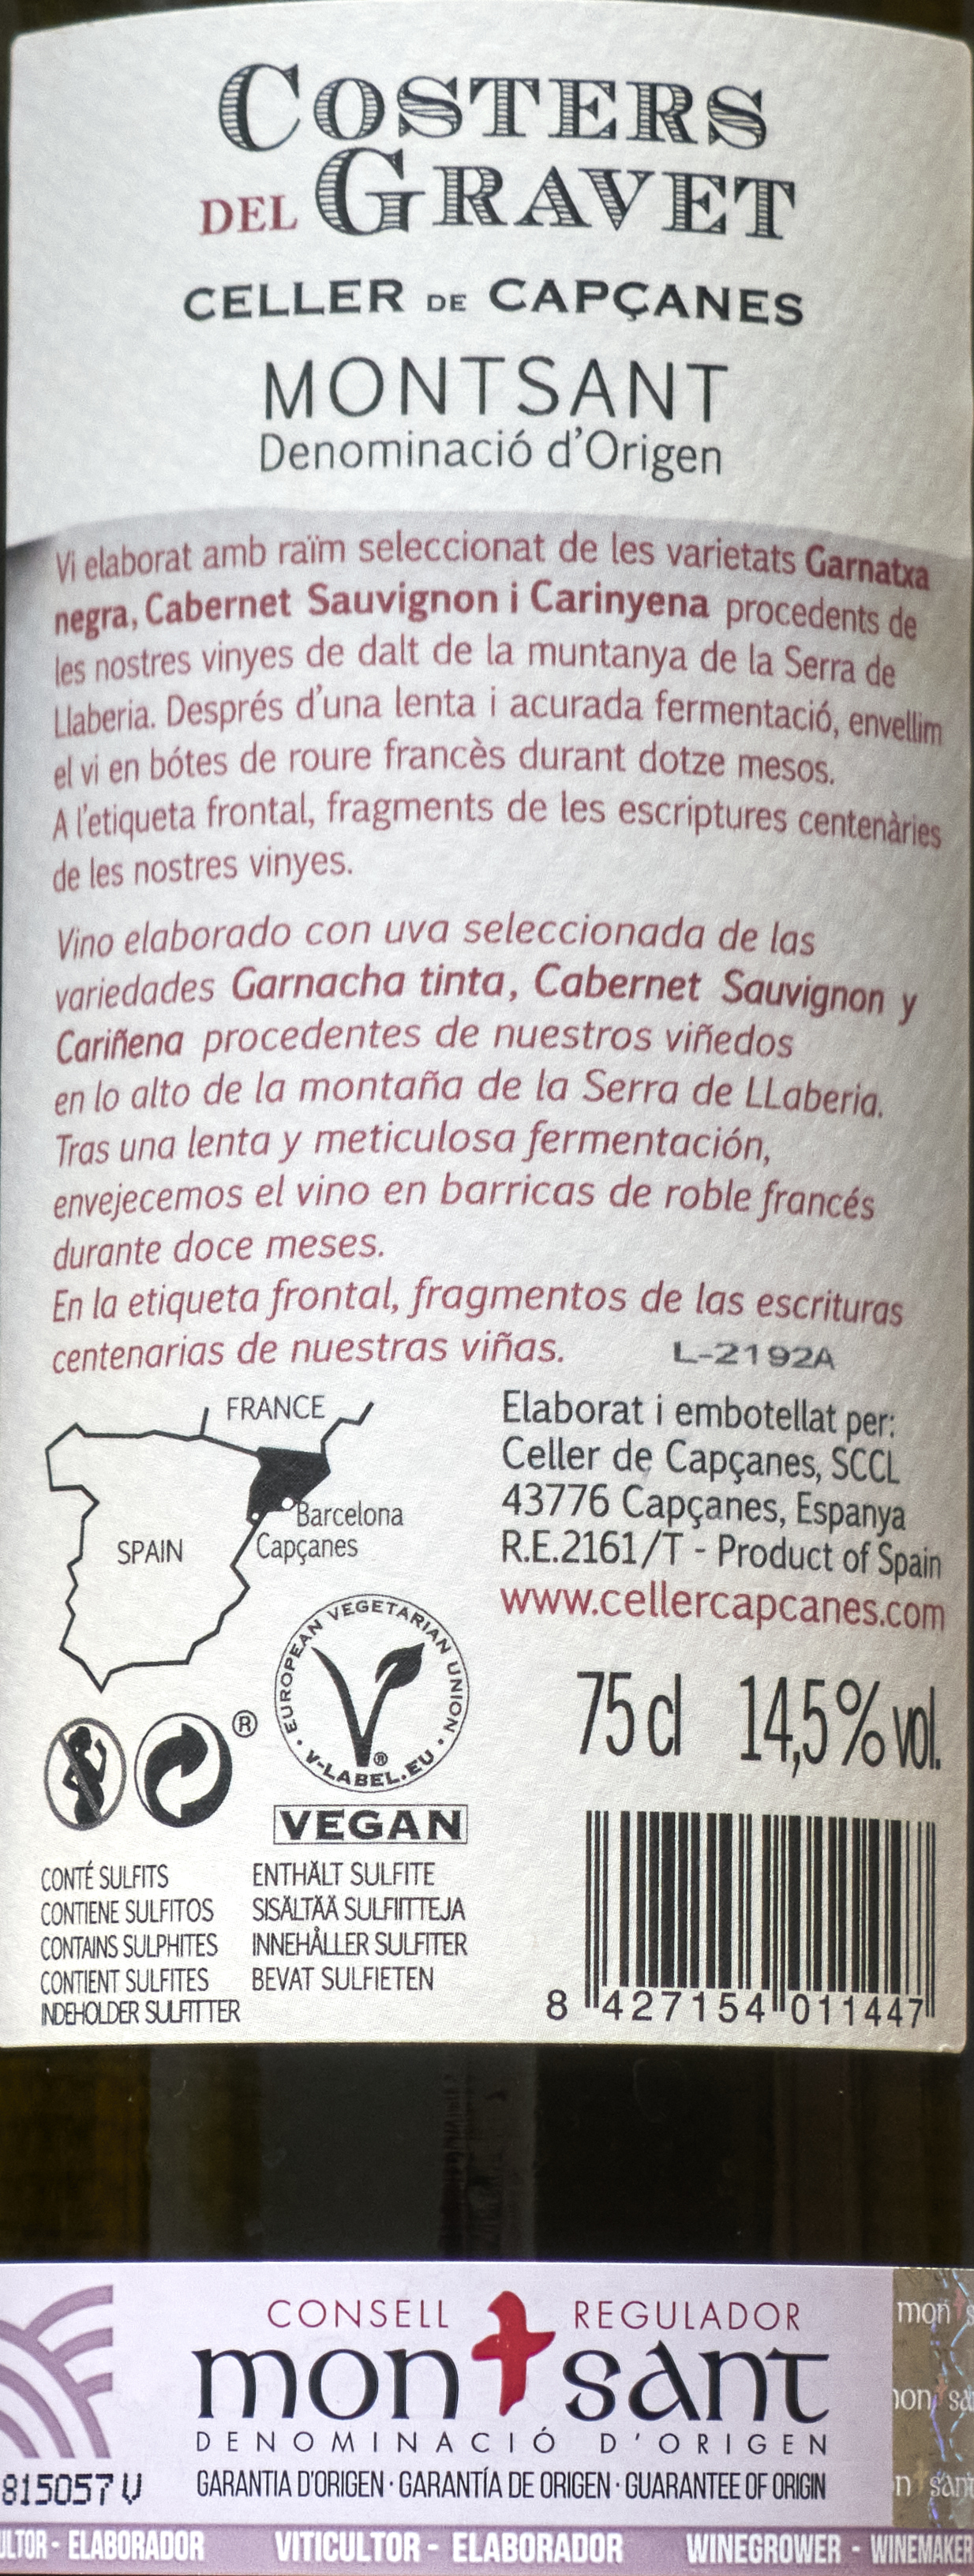 COSTERS
DEL GRAVET
CELLER DE CAPÇANES
MONTSANT
Denominació d'Origen
Vi elaborat amb raïm seleccionat de les varietats Garnatxa
negra, Cabernet Sauvignon i Carinyena procedents de
les nostres vinyes de dalt de la muntanya de la Serra de
Llaberia. Després d'una lenta i acurada fermentació, envellim
el vi en bótes de roure francès durant dotze mesos.
A l'etiqueta frontal, fragments de les escriptures centenàries
de les nostres vinyes.
Vino elaborado con uva seleccionada de las
variedades Garnacha tinta, Cabernet Sauvignon y
Cariñena procedentes de nuestros viñedos
en lo alto de la montaña de la Serra de LLaberia.
Tras una lenta y meticulosa fermentación,
envejecemos el vino en barricas de roble francés
durante doce meses.
En la etiqueta frontal, fragmentos de las escrituras
centenarias de nuestras viñas.
L-2192A
FRANCE
Barcelona
SPAIN
Capçanes
Elaborat i embotellat per:
Celler de Capçanes, SCCL
43776 Capçanes, Espanya
R.E.2161/T - Product of Spain
www.cellercapcanes.com
EUROPEAN VEGETARIAN UNION
V-LABEL.EU
®
®
VEGAN
75 cl 14,5% vol.
CONTÉ SULFITS
CONTIENE SULFITOS
CONTAINS SULPHITES
CONTIENT SULFITES
INDEHOLDER SULFITTER
ENTHÄLT SULFITE
SISÄLTÄÄ SULFIITTEJA
INNEHÅLLER SULFITER
BEVAT SULFIETEN
8 427154 011447
CONSELL REGULADOR
montsant
DENOMINACIÓ D'ORIGEN
GARANTIA D'ORIGEN · GARANTÍA DE ORIGEN · GUARANTEE OF ORIGIN
815057 U
ELABORADOR VITICULTOR - ELABORADOR WINEGROWER - WINEMAKER